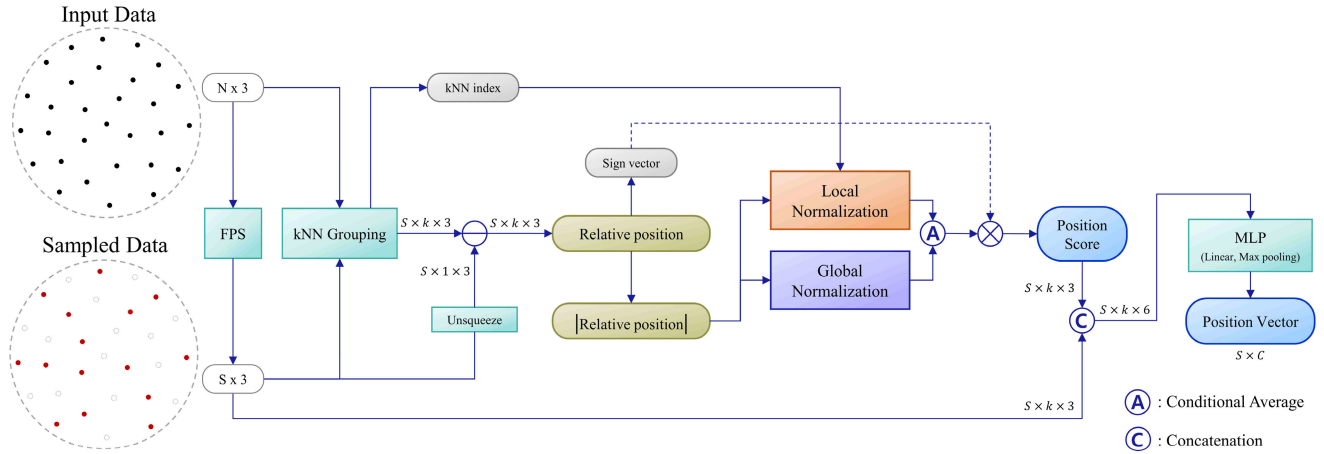 Input Data
N x 3
kNN index
Sign vector
Local
Normalization
Sampled Data
FPS
kNN Grouping
S × k × 3
S × k × 3
Relative position
A
Position
Score
MLP
(Linear, Max pooling)
S × 1 × 3
Global
Normalization
S × k × 3
S × k × 6
Unsqueeze
|Relative position|
C
Position Vector
S × C
S x 3
S × k × 3
A : Conditional Average
C : Concatenation